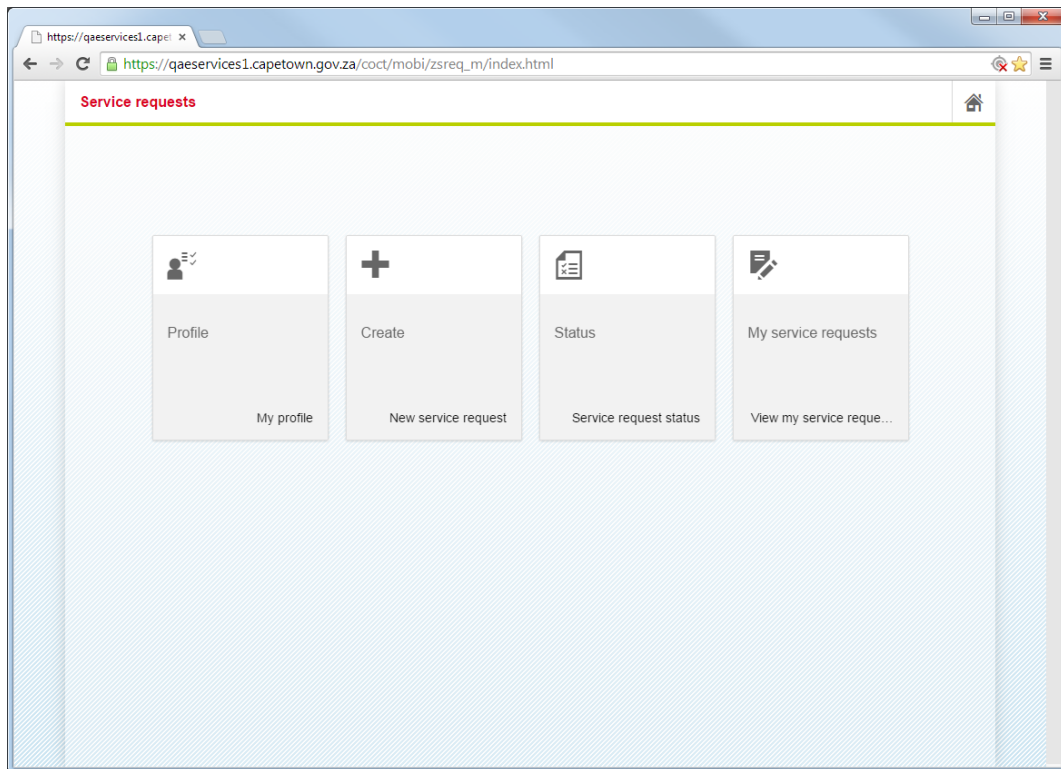 https://qaeservices1.capet
https://qaeservices1.capetown.gov.za/coct/mobi/zsreq_m/index.html
Service requests
Profile
My profile
Create
New service request
Status
Service request status
My service requests
View my service reque...